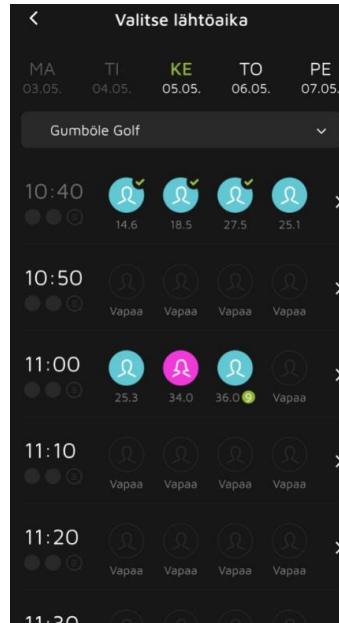 Valitse lähtöaika
MA TI KE TO PE
03.05. 04.05. 05.05. 06.05. 07.05.
Gumböle Golf
10:40
14.6 18.5 27.5 25.1
10:50
Vapaa Vapaa Vapaa Vapaa
11:00
25.3 34.0 36.0 9 Vapaa
11:10
Vapaa Vapaa Vapaa Vapaa
11:20
Vapaa Vapaa Vapaa Vapaa
11:30